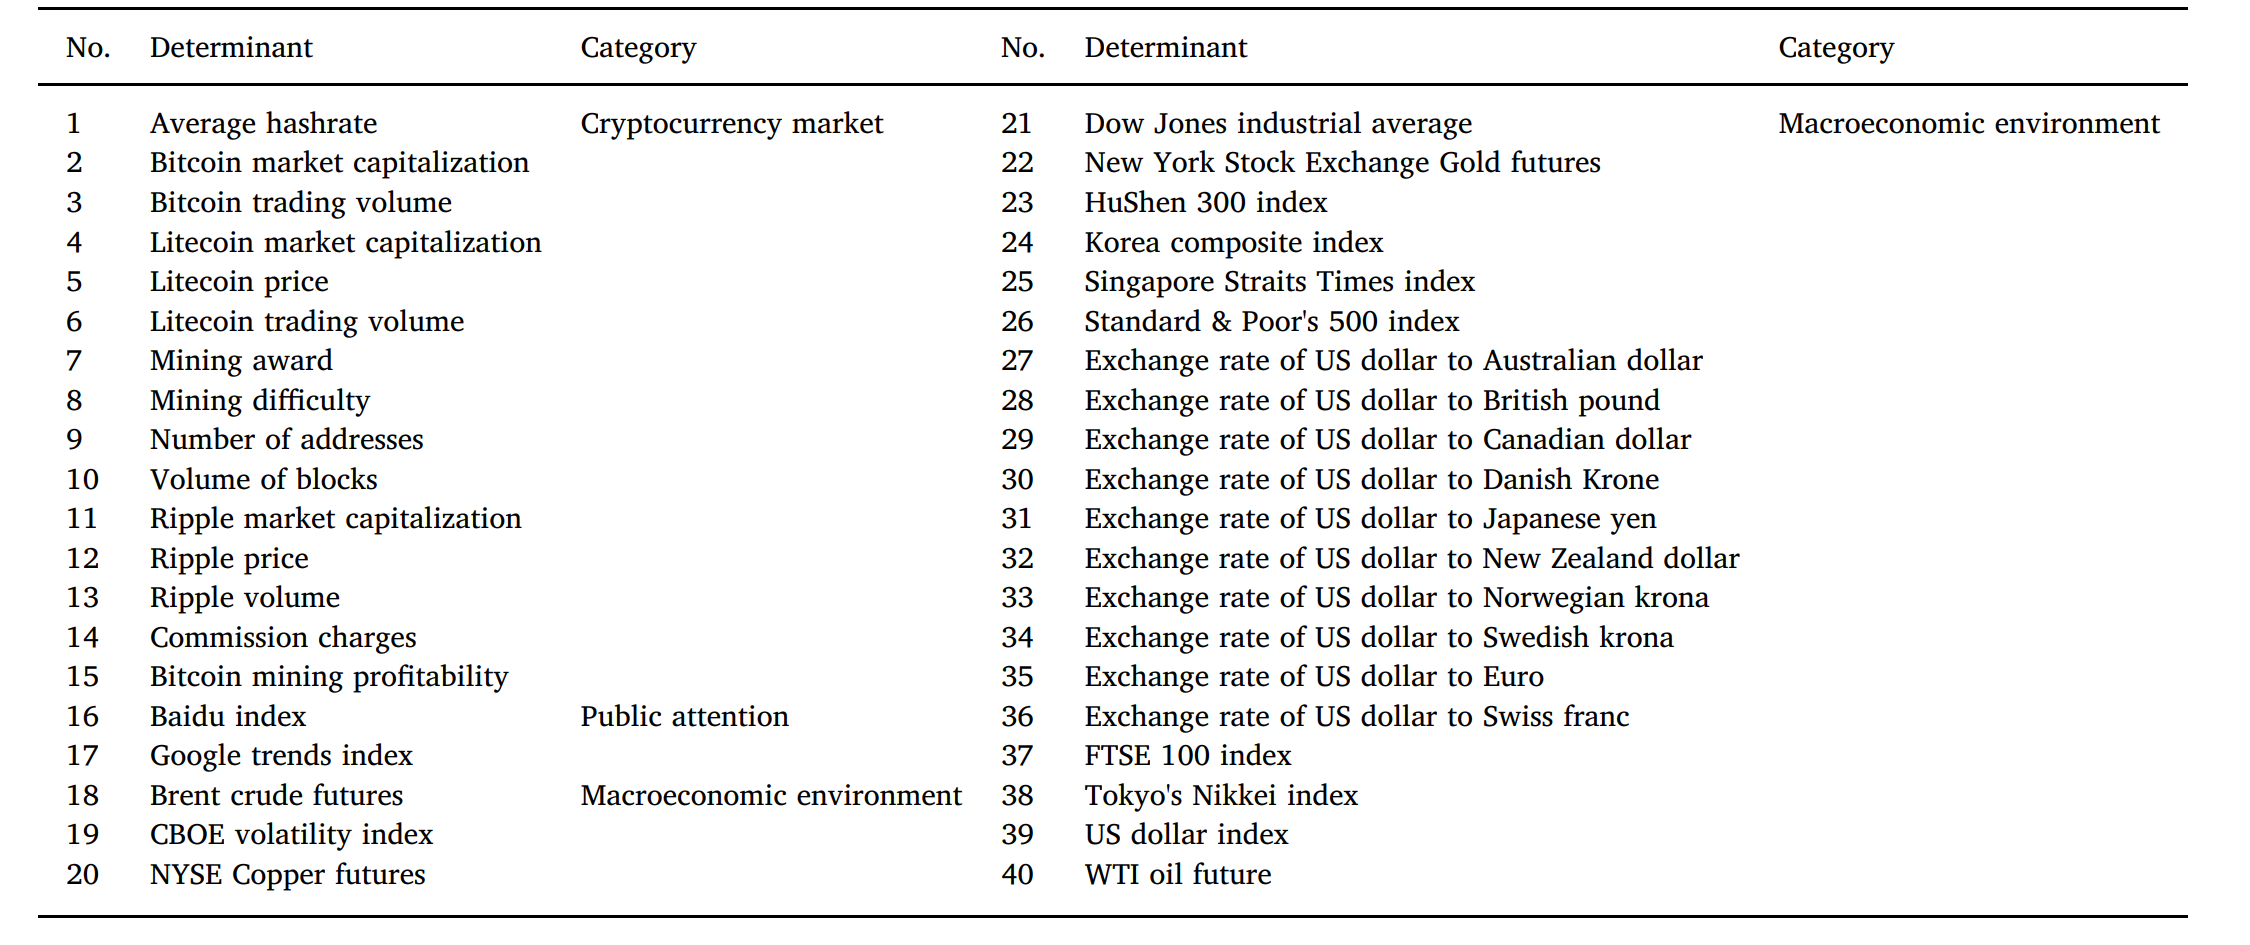 No. Determinant Category No. Determinant Category
1 Average hashrate Cryptocurrency market 21 Dow Jones industrial average Macroeconomic environment
2 Bitcoin market capitalization 22 New York Stock Exchange Gold futures
3 Bitcoin trading volume 23 HuShen 300 index
4 Litecoin market capitalization 24 Korea composite index
5 Litecoin price 25 Singapore Straits Times index
6 Litecoin trading volume 26 Standard & Poor's 500 index
7 Mining award 27 Exchange rate of US dollar to Australian dollar
8 Mining difficulty 28 Exchange rate of US dollar to British pound
9 Number of addresses 29 Exchange rate of US dollar to Canadian dollar
10 Volume of blocks 30 Exchange rate of US dollar to Danish Krone
11 Ripple market capitalization 31 Exchange rate of US dollar to Japanese yen
12 Ripple price 32 Exchange rate of US dollar to New Zealand dollar
13 Ripple volume 33 Exchange rate of US dollar to Norwegian krona
14 Commission charges 34 Exchange rate of US dollar to Swedish krona
15 Bitcoin mining profitability 35 Exchange rate of US dollar to Euro
16 Baidu index Public attention 36 Exchange rate of US dollar to Swiss franc
17 Google trends index 37 FTSE 100 index
18 Brent crude futures Macroeconomic environment 38 Tokyo's Nikkei index
19 CBOE volatility index 39 US dollar index
20 NYSE Copper futures 40 WTI oil future